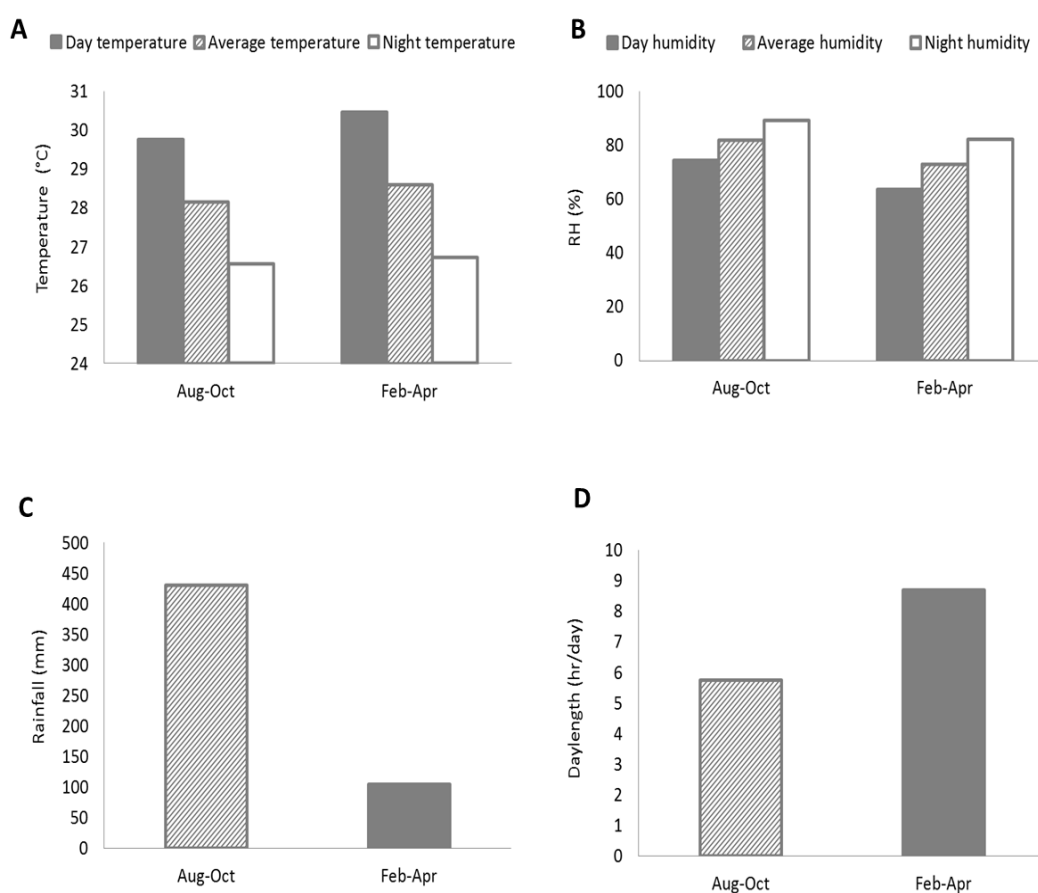 A
Day temperature Average temperature Night temperature
Temperature (°C)
31
30
29
28
27
26
25
24
Aug-Oct Feb-Apr
B
Day humidity Average humidity Night humidity
RH (%)
100
80
60
40
20
0
Aug-Oct Feb-Apr
C
Rainfall (mm)
500
450
400
350
300
250
200
150
100
50
0
Aug-Oct Feb-Apr
D
Daylength (hr/day)
10
9
8
7
6
5
4
3
2
1
0
Aug-Oct Feb-Apr